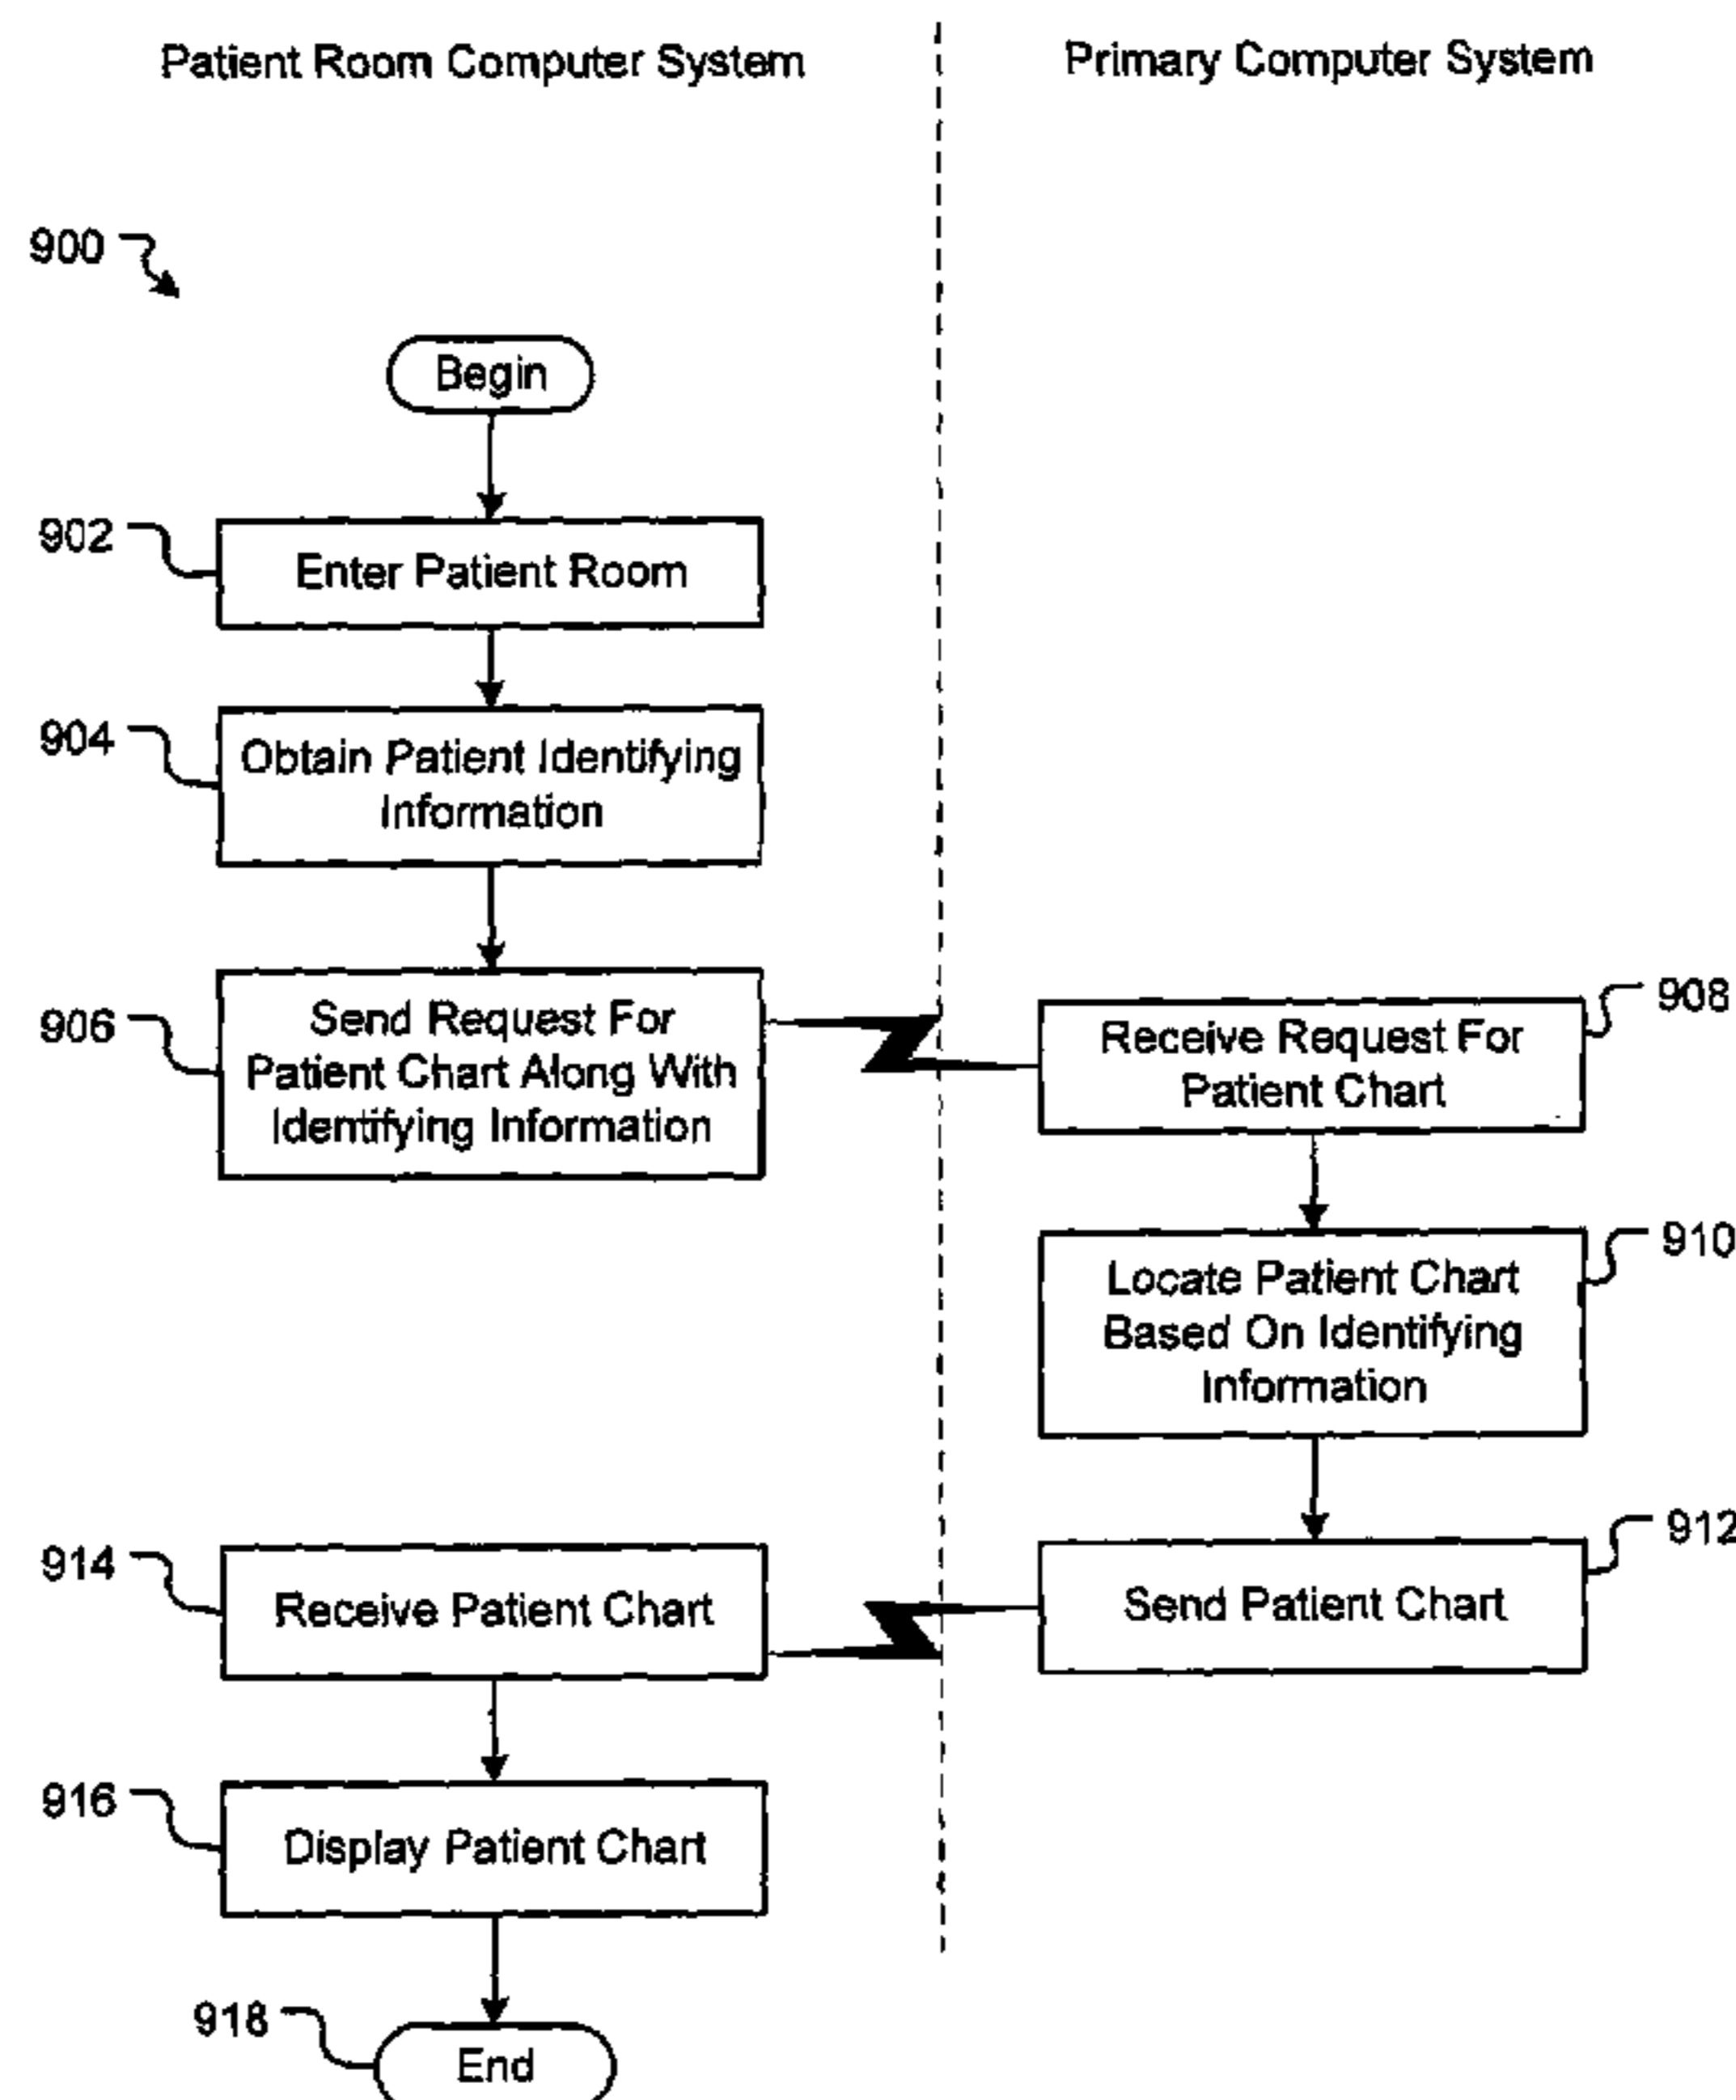 Patient Room Computer System
Primary Computer System
900
Begin
902
Enter Patient Room
904
Obtain Patient Identifying
Information
906
Send Request For
Patient Chart Along With
Identifying Information
908
Receive Request For
Patient Chart
910
Locate Patient Chart
Based On Identifying
Information
912
Send Patient Chart
914
Receive Patient Chart
916
Display Patient Chart
918
End